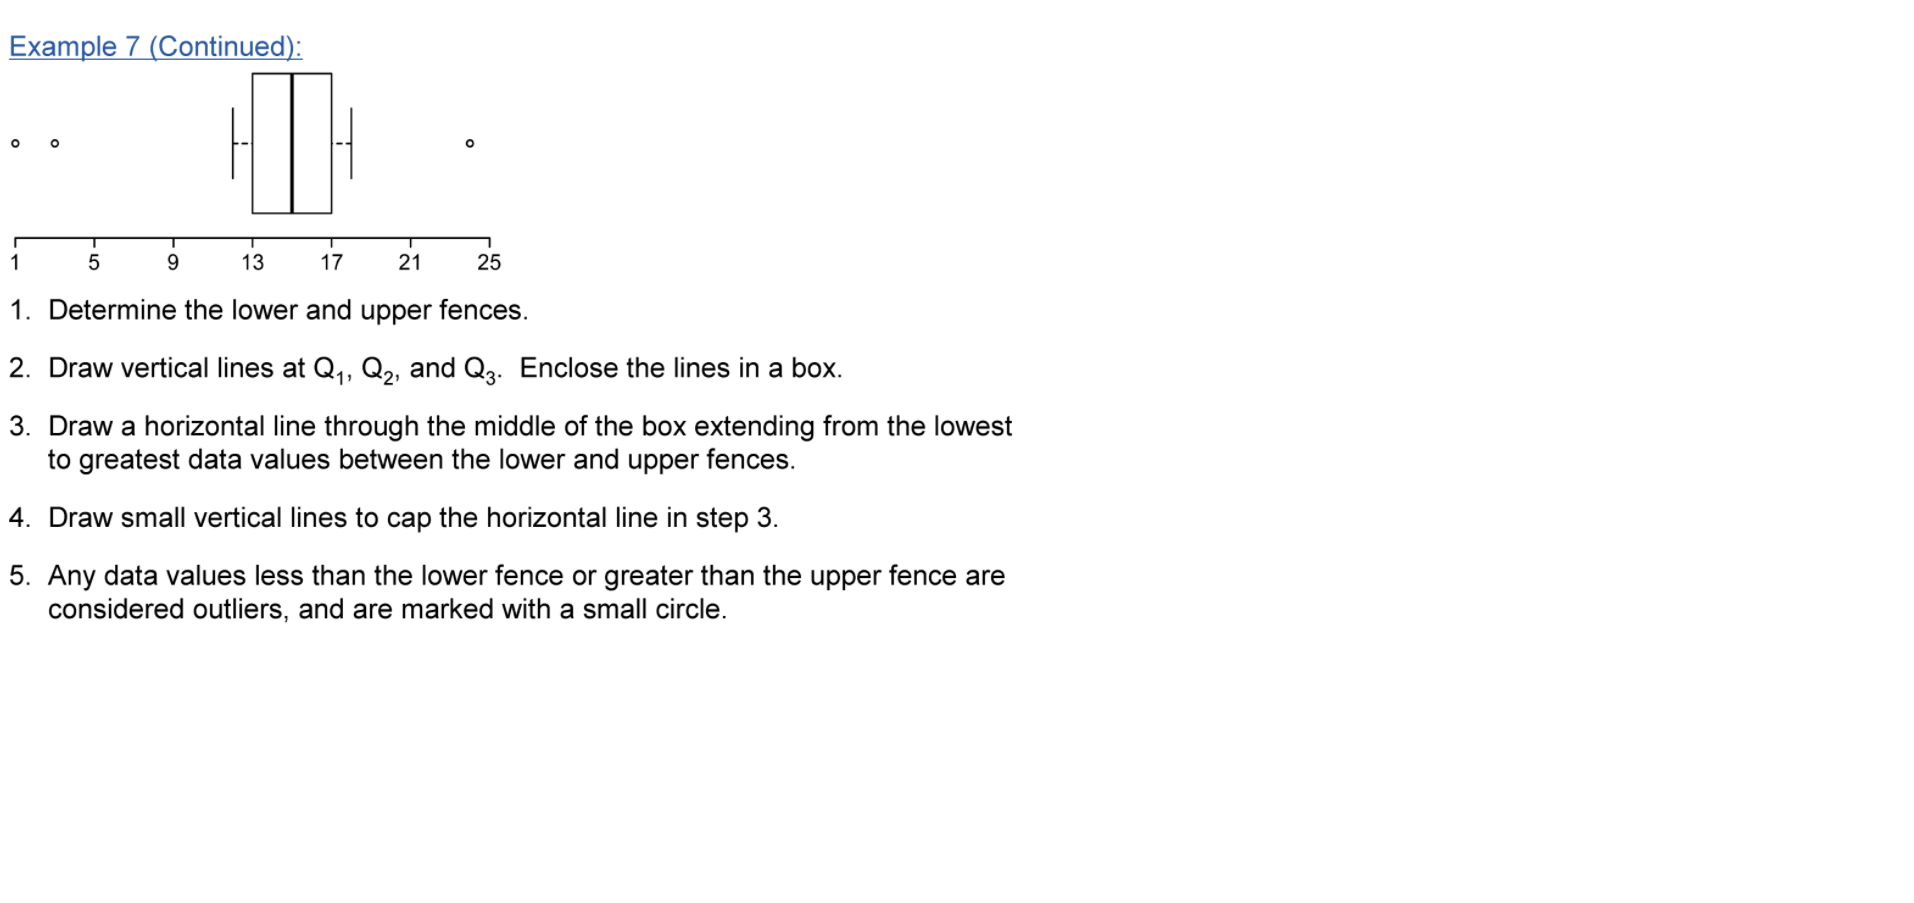 Example 7 (Continued):
1 5 9 13 17 21 25
1. Determine the lower and upper fences.
2. Draw vertical lines at Q₁, Q₂, and Q₃. Enclose the lines in a box.
3. Draw a horizontal line through the middle of the box extending from the lowest
to greatest data values between the lower and upper fences.
4. Draw small vertical lines to cap the horizontal line in step 3.
5. Any data values less than the lower fence or greater than the upper fence are
considered outliers, and are marked with a small circle.